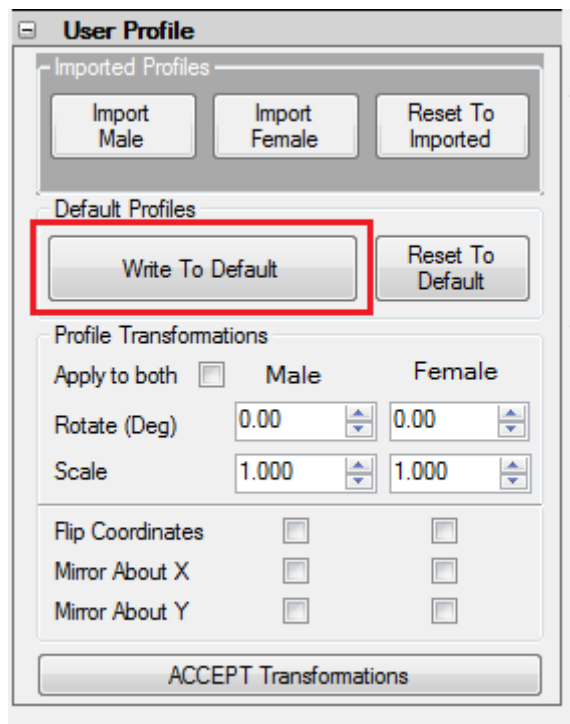 User Profile
Imported Profiles
Import Male
Import Female
Reset To Imported
Default Profiles
Write To Default
Reset To Default
Profile Transformations
Apply to both Male Female
Rotate (Deg) 0.00 0.00
Scale 1.000 1.000
Flip Coordinates
Mirror About X
Mirror About Y
ACCEPT Transformations